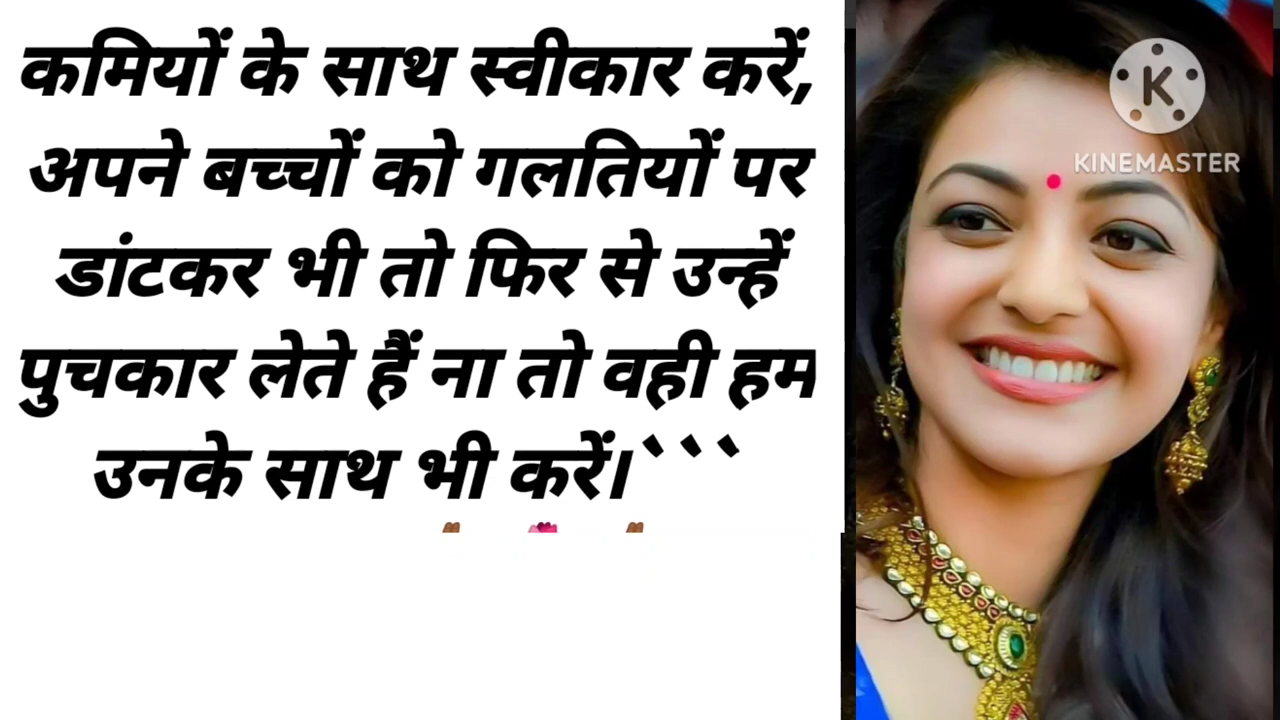 कमियों के साथ स्वीकार करें,
अपने बच्चों को गलतियों पर
डांटकर भी तो फिर से उन्हें
पुचकार लेते हैं ना तो वही हम
उनके साथ भी करें।```
K
KINEMASTER